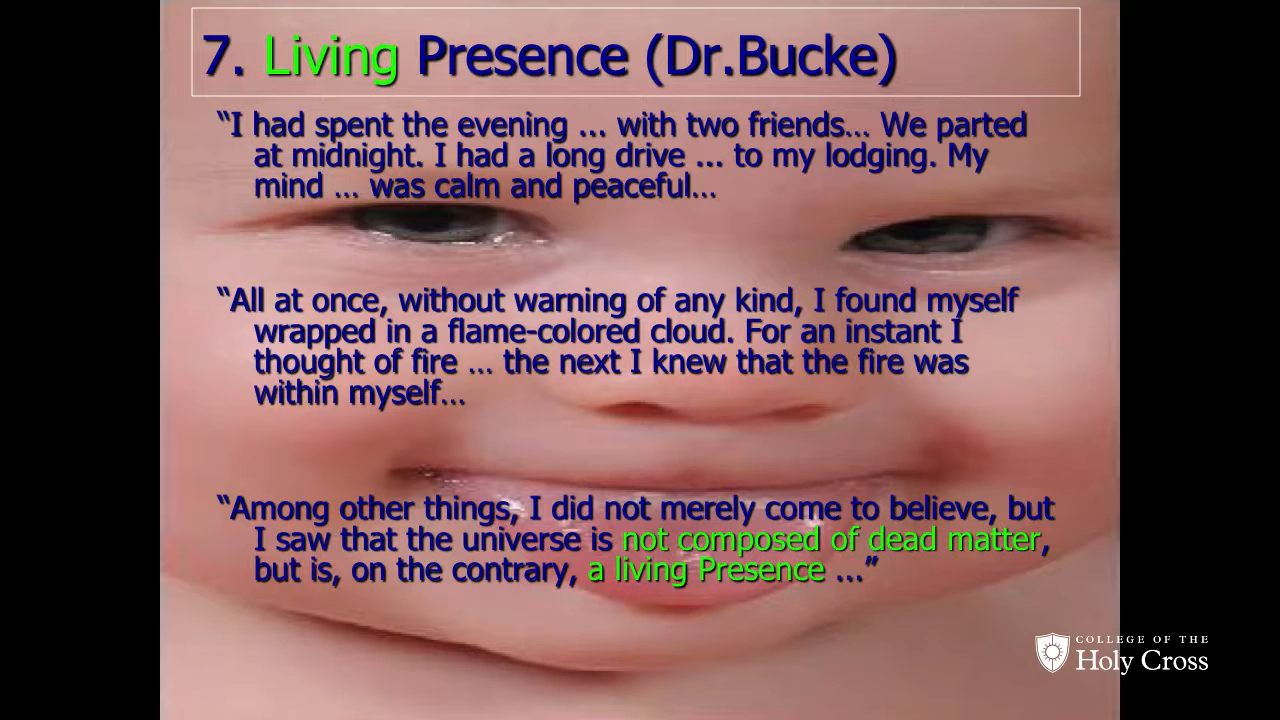 7. Living Presence (Dr.Bucke)
“I had spent the evening ... with two friends… We parted
at midnight. I had a long drive ... to my lodging. My
mind … was calm and peaceful…
“All at once, without warning of any kind, I found myself
wrapped in a flame-colored cloud. For an instant I
thought of fire … the next I knew that the fire was
within myself…
“Among other things, I did not merely come to believe, but
I saw that the universe is not composed of dead matter,
but is, on the contrary, a living Presence ...”
COLLEGE OF THE
Holy Cross